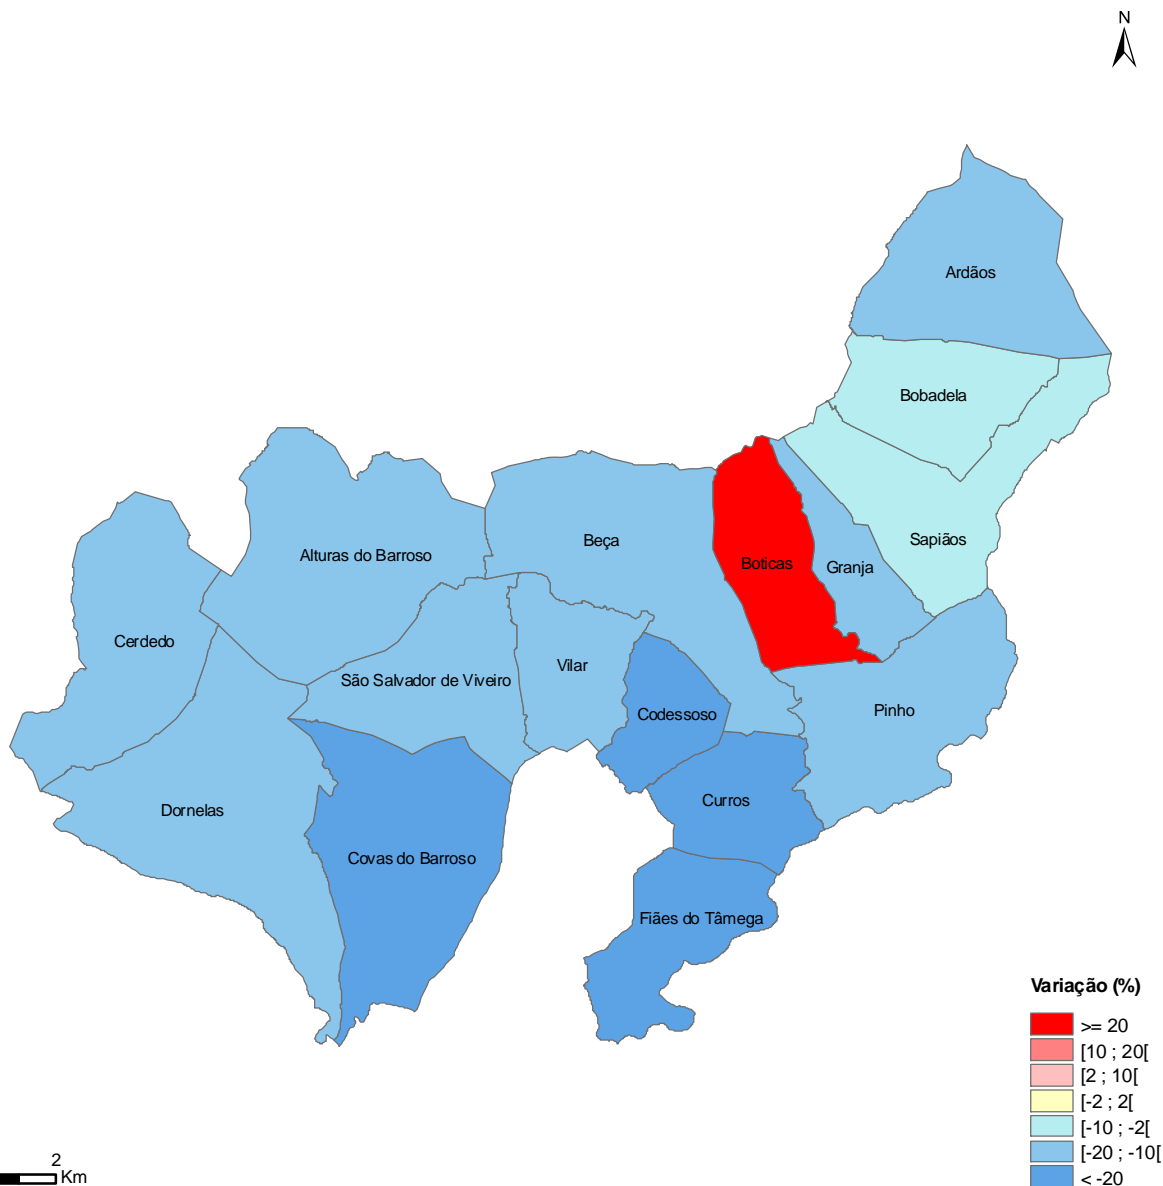 N
Ardãos
Bobadela
Sapiãos
Beça
Alturas do Barroso
Boticas
Granja
Cerdedo
Vilar
São Salvador de Viveiro
Codessoso
Pinho
Curros
Dornelas
Covas do Barroso
Fiães do Tâmega
Variação (%)
>= 20
[10 ; 20[
[2 ; 10[
[-2 ; 2[
[-10 ; -2[
[-20 ; -10[
< -20
2
Km